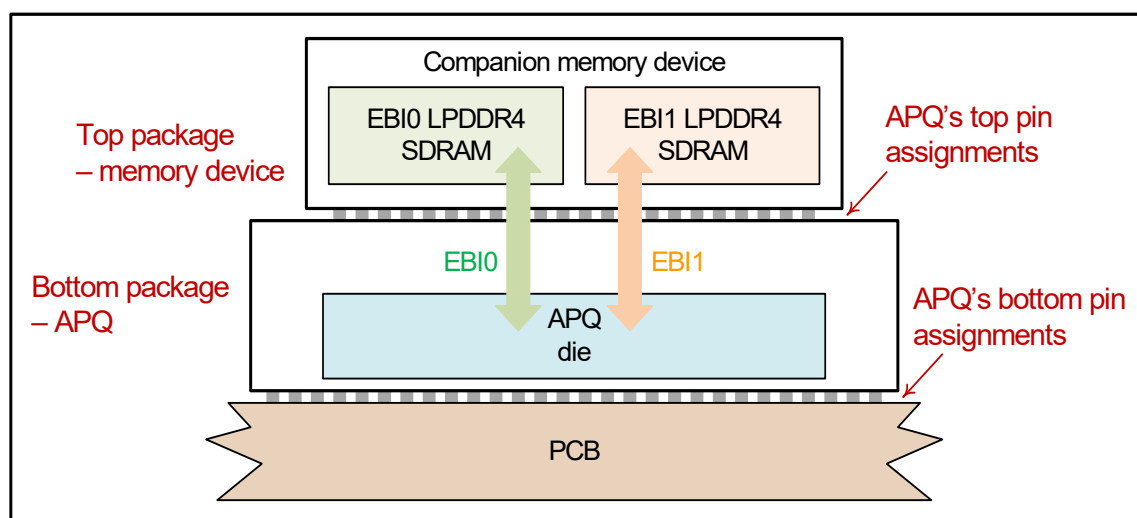 Companion memory device
EBI0 LPDDR4
SDRAM
EBI1 LPDDR4
SDRAM
Top package
– memory device
APQ's top pin
assignments
EBI0
EBI1
Bottom package
– APQ
APQ's bottom pin
assignments
APQ
die
PCB